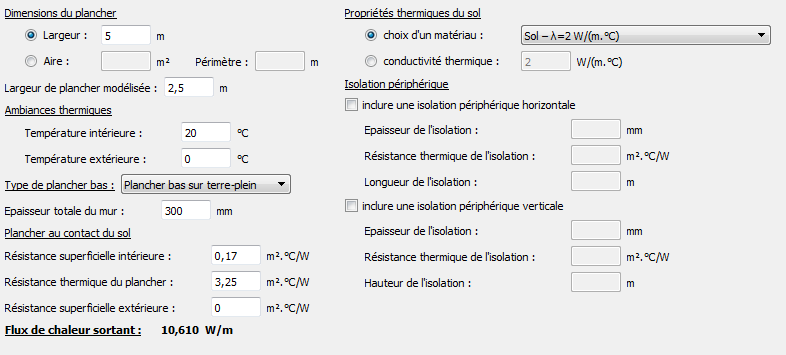 Dimensions du plancher
Largeur : 5 m
Aire : m² Périmètre : m
Largeur de plancher modélisée : 2,5 m
Ambiances thermiques
Température intérieure : 20 °C
Température extérieure : 0 °C
Type de plancher bas : Plancher bas sur terre-plein
Epaisseur totale du mur : 300 mm
Plancher au contact du sol
Résistance superficielle intérieure : 0,17 m².°C/W
Résistance thermique du plancher : 3,25 m².°C/W
Résistance superficielle extérieure : 0 m².°C/W
Flux de chaleur sortant : 10,610 W/m
Propriétés thermiques du sol
choix d'un matériau : Sol – λ=2 W/(m.°C)
conductivité thermique : 2 W/(m.°C)
Isolation périphérique
inclure une isolation périphérique horizontale
Epaisseur de l'isolation : mm
Résistance thermique de l'isolation : m².°C/W
Longueur de l'isolation : m
inclure une isolation périphérique verticale
Epaisseur de l'isolation : mm
Résistance thermique de l'isolation : m².°C/W
Hauteur de l'isolation : m